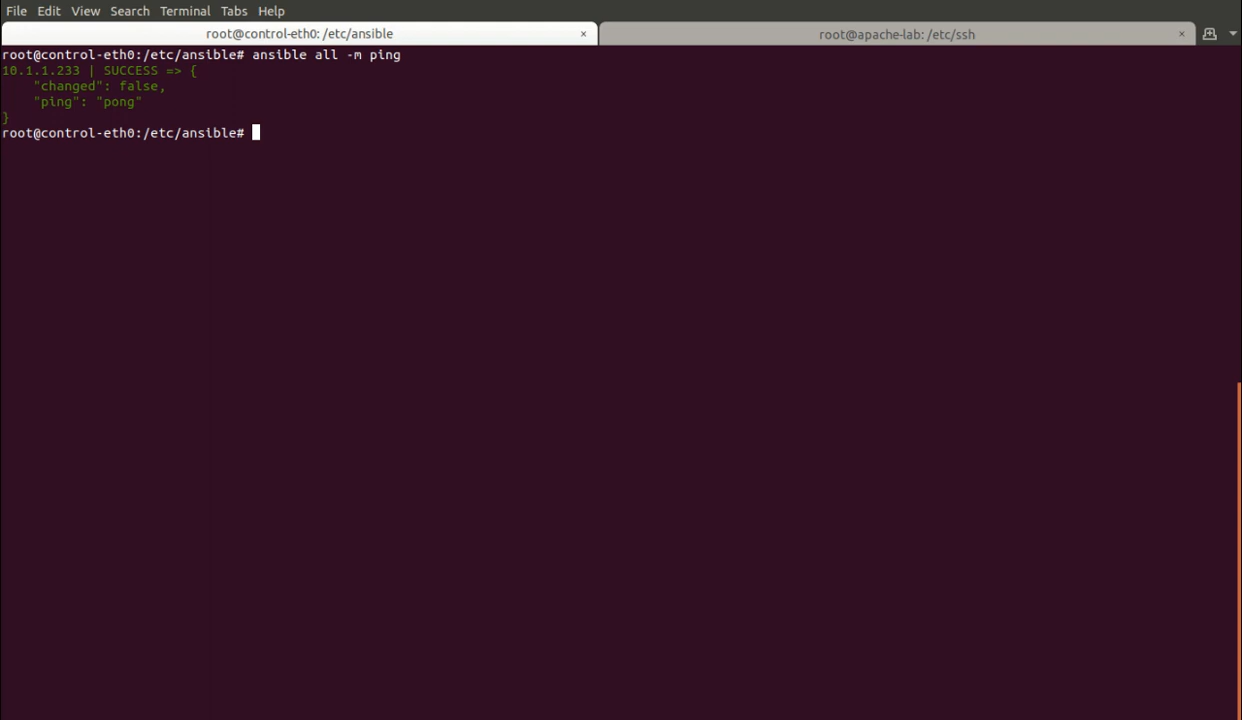 File Edit View Search Terminal Tabs Help
root@control-eth0: /etc/ansible × root@apache-lab: /etc/ssh ×
root@control-eth0:/etc/ansible# ansible all -m ping
10.1.1.233 | SUCCESS => {
    "changed": false,
    "ping": "pong"
}
root@control-eth0:/etc/ansible#